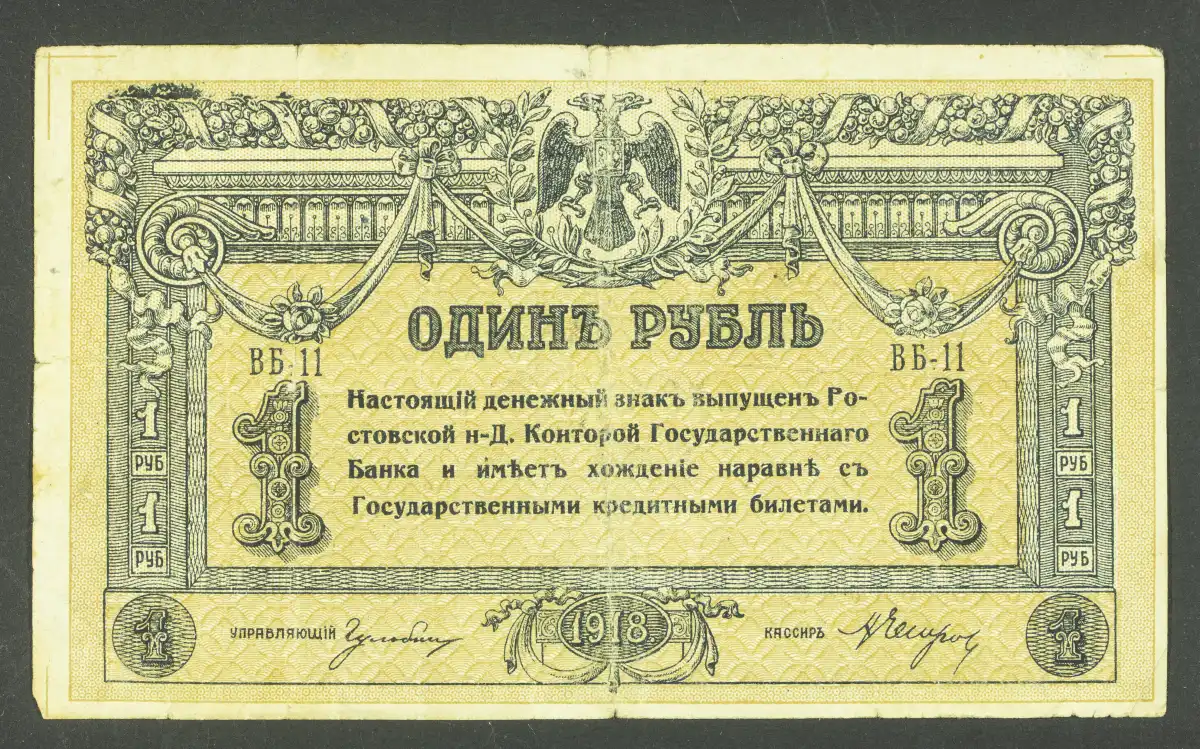 ОДИНЪ РУБЛЬ
ВБ-11
ВБ-11
1
1
Настоящій денежный знакъ выпущенъ Ро-
стовской н-Д. Конторой Государственнаго
Банка и имѣетъ хожденіе наравнѣ съ
Государственными кредитными билетами.
1
РУБ
1
РУБ
1
РУБ
1
РУБ
1
УПРАВЛЯЮЩІЙ
1918
КАССИРЪ
1